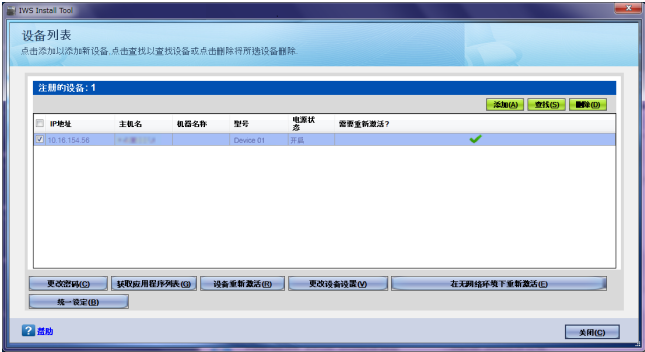 IWS Install Tool
设备列表
点击添加以添加新设备.点击查找以查找设备或点击删除将所选设备删除.
注册的设备: 1
添加(A) 查找(S) 删除(D)
IP地址 主机名 机器名称 型号 电源状态 需要重新激活?
10.16.154.56 Device 01 开机
更改密码(C) 获取应用程序列表(G) 设备重新激活(R) 更改设备设置(V) 在无网络环境下重新激活(E)
统一设定(B)
帮助 关闭(C)